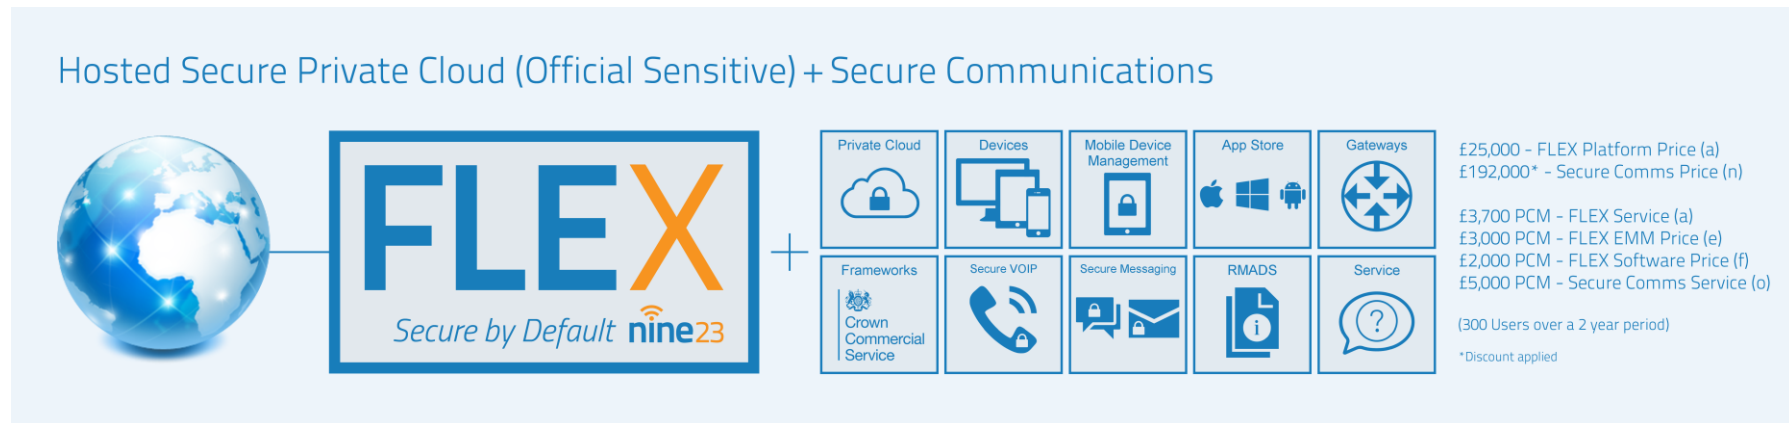 Hosted Secure Private Cloud (Official Sensitive) + Secure Communications
FLEX
Secure by Default nine23
+
Private Cloud
Devices
Mobile Device
Management
App Store
Gateways
Frameworks
Crown
Commercial
Service
Secure VOIP
Secure Messaging
RMADS
i
Service
?
£25,000 - FLEX Platform Price (a)
£192,000* - Secure Comms Price (n)
£3,700 PCM - FLEX Service (a)
£3,000 PCM - FLEX EMM Price (e)
£2,000 PCM - FLEX Software Price (f)
£5,000 PCM - Secure Comms Service (o)
(300 Users over a 2 year period)
*Discount applied